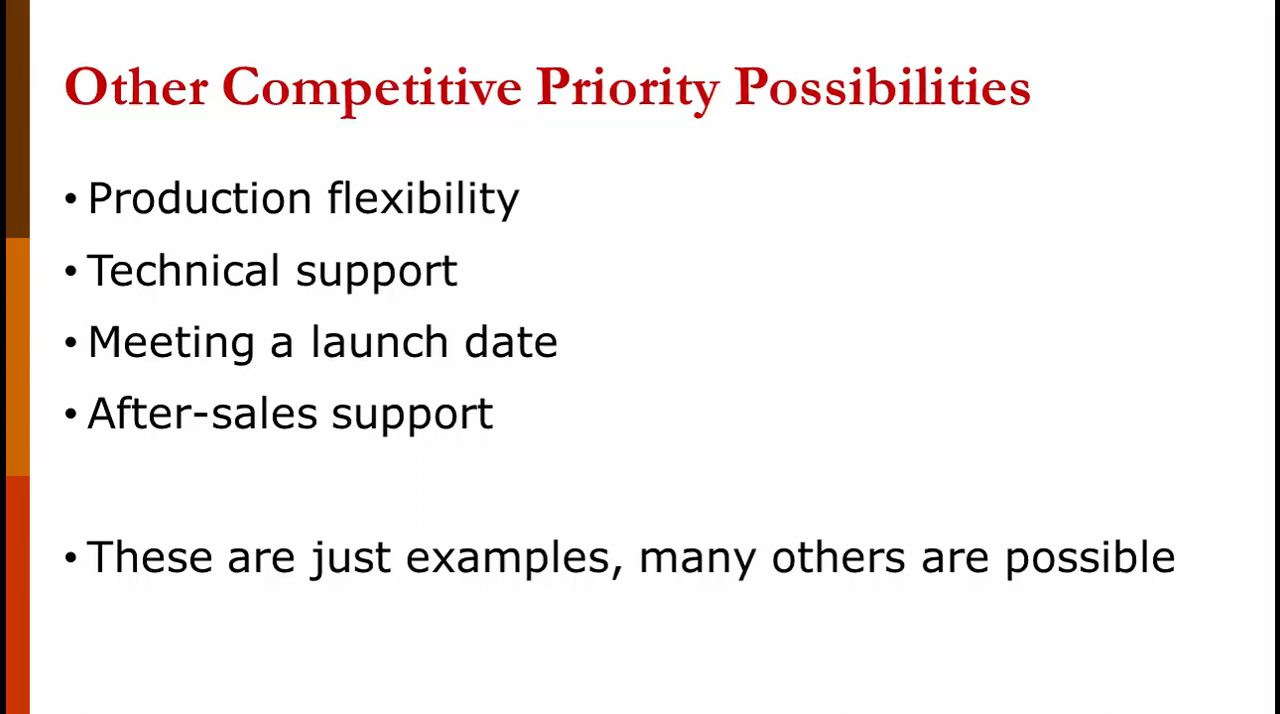 Other Competitive Priority Possibilities
• Production flexibility
• Technical support
• Meeting a launch date
• After-sales support
• These are just examples, many others are possible